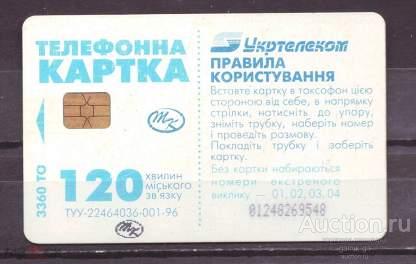 ТЕЛЕФОННА
КАРТКА
3360 ТО
МК
120
ХВИЛИН
МІСЬКОГО
ЗВ'ЯЗКУ
ТУУ-22464036-001-96
МК
Укртелеком
ПРАВИЛА
КОРИСТУВАННЯ
Вставте картку в таксофон цією
стороною від себе, в напрямку
стрілки, натисніть до упору,
зніміть трубку, наберіть номер
і проведіть розмову.
Покладіть трубку і заберіть
картку.
Без картки набираються
номери екстреного
виклику — 01, 02, 03, 04
01248269548
Auction.ru